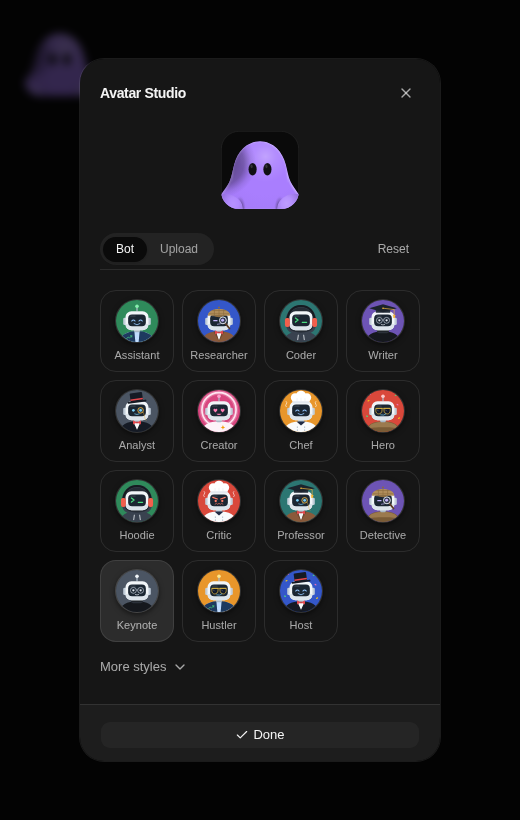 Avatar Studio
Bot
Upload
Reset
Assistant
Researcher
Coder
Writer
Analyst
Creator
Chef
Hero
Hoodie
Critic
Professor
Detective
Keynote
Hustler
Host
More styles
Done